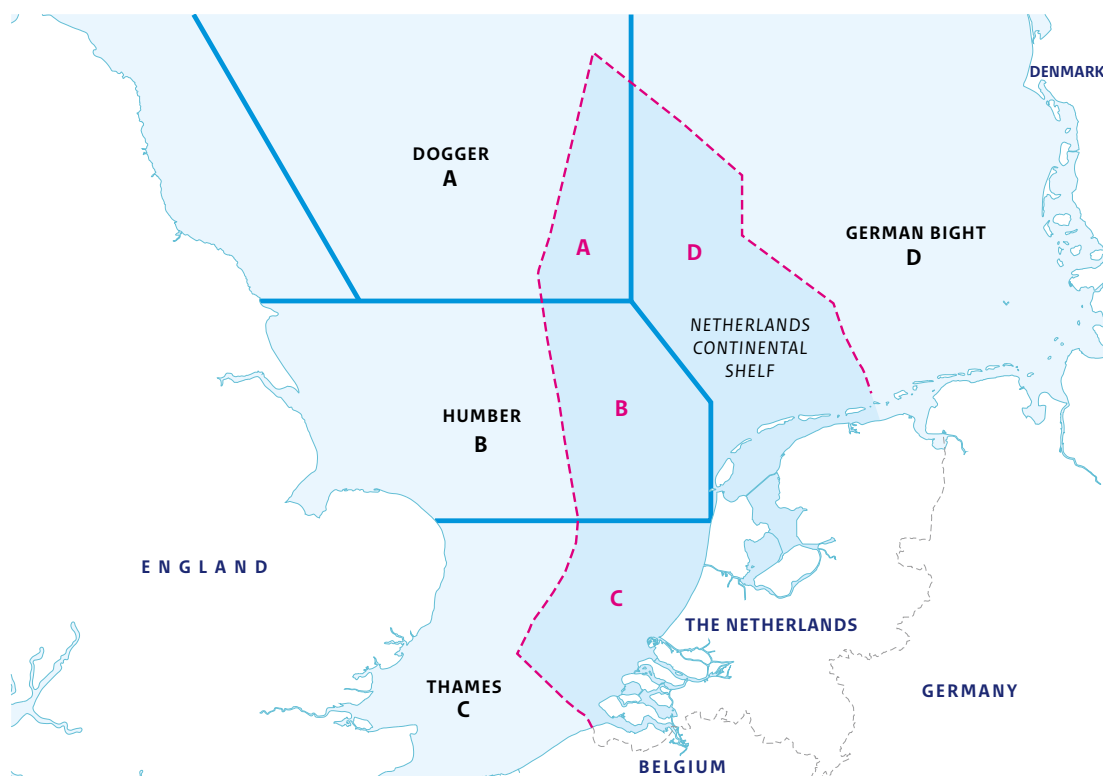 DENMARK
DOGGER
A
GERMAN BIGHT
D
A
D
NETHERLANDS
CONTINENTAL
SHELF
HUMBER
B
B
ENGLAND
C
THE NETHERLANDS
THAMES
C
GERMANY
BELGIUM